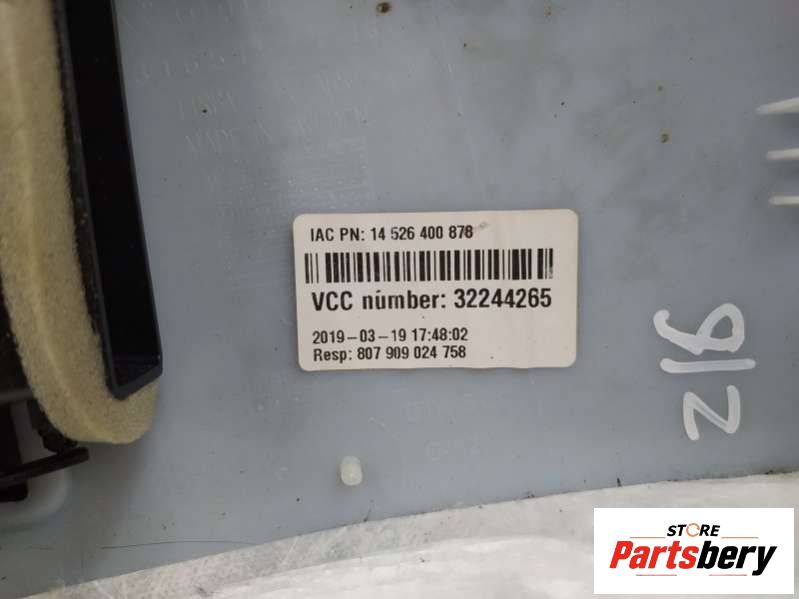 IAC PN: 14 526 400 878
VCC number: 32244265
2019-03-19 17:48:02
Resp: 807 909 024 758
Z18
STORE
Partsbery